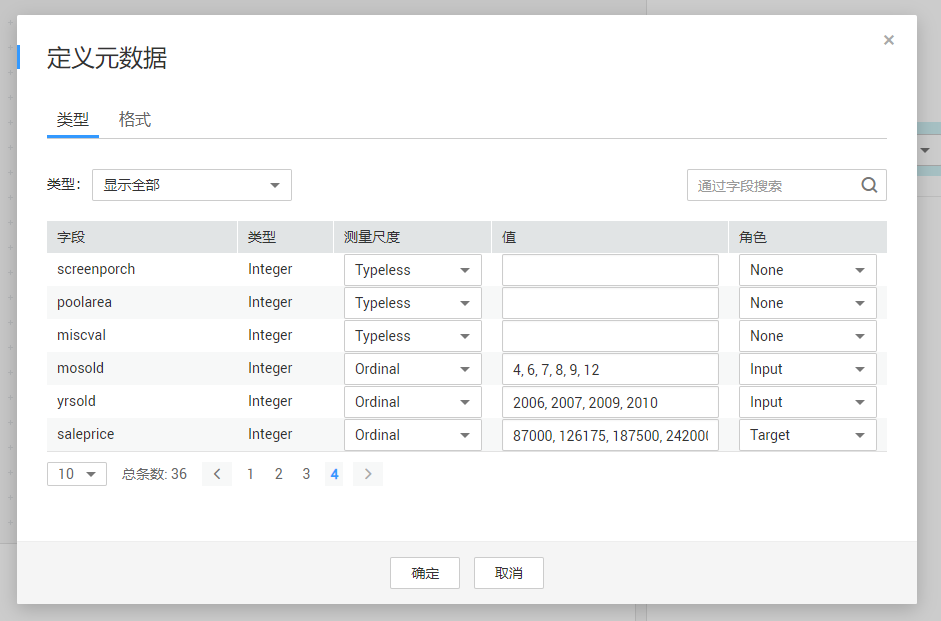 定义元数据
×
类型 格式
类型: 显示全部 通过字段搜索
字段 类型 测量尺度 值 角色
screenporch Integer Typeless None
poolarea Integer Typeless None
miscval Integer Typeless None
mosold Integer Ordinal 4, 6, 7, 8, 9, 12 Input
yrsold Integer Ordinal 2006, 2007, 2009, 2010 Input
saleprice Integer Ordinal 87000, 126175, 187500, 242000 Target
10 总条数: 36 1 2 3 4
确定 取消